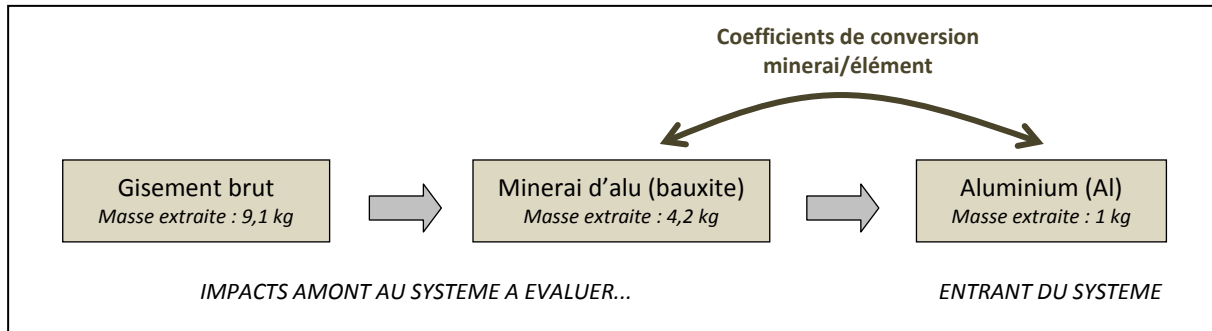 Coefficients de conversion
minerai/élément
Gisement brut
Masse extraite : 9,1 kg
Minerai d’alu (bauxite)
Masse extraite : 4,2 kg
Aluminium (Al)
Masse extraite : 1 kg
IMPACTS AMONT AU SYSTEME A EVALUER...
ENTRANT DU SYSTEME